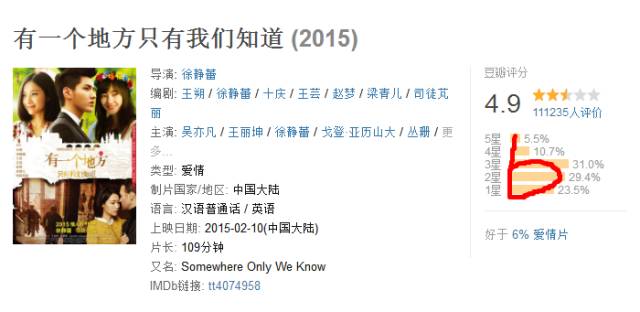 有一个地方只有我们知道 (2015)
导演: 徐静蕾
编剧: 王朔 / 徐静蕾 / 十庆 / 王芸 / 赵梦 / 梁青儿 / 司徒芃
丽
主演: 吴亦凡 / 王丽坤 / 徐静蕾 / 戈登·亚历山大 / 丛珊 / 更
多...
类型: 爱情
制片国家/地区: 中国大陆
语言: 汉语普通话 / 英语
上映日期: 2015-02-10(中国大陆)
片长: 109分钟
又名: Somewhere Only We Know
IMDb链接: tt4074958
豆瓣评分
4.9
111235人评价
5星 5.5%
4星 10.7%
3星 31.0%
2星 29.4%
1星 23.5%
b
好于 6% 爱情片
有一个地方